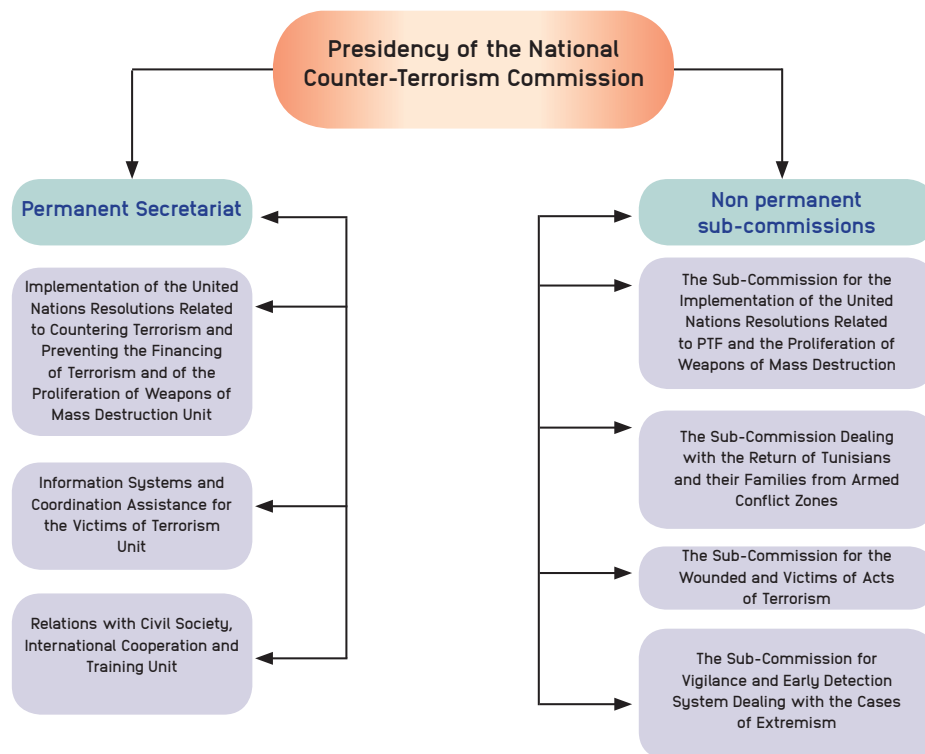 Presidency of the National
Counter-Terrorism Commission
Permanent Secretariat
Implementation of the United
Nations Resolutions Related
to Countering Terrorism and
Preventing the Financing
of Terrorism and of the
Proliferation of Weapons of
Mass Destruction Unit
Information Systems and
Coordination Assistance for
the Victims of Terrorism
Unit
Relations with Civil Society,
International Cooperation and
Training Unit
Non permanent
sub-commissions
The Sub-Commission for the
Implementation of the United
Nations Resolutions Related
to PTF and the Proliferation of
Weapons of Mass Destruction
The Sub-Commission Dealing
with the Return of Tunisians
and their Families from Armed
Conflict Zones
The Sub-Commission for the
Wounded and Victims of Acts
of Terrorism
The Sub-Commission for
Vigilance and Early Detection
System Dealing with the Cases
of Extremism